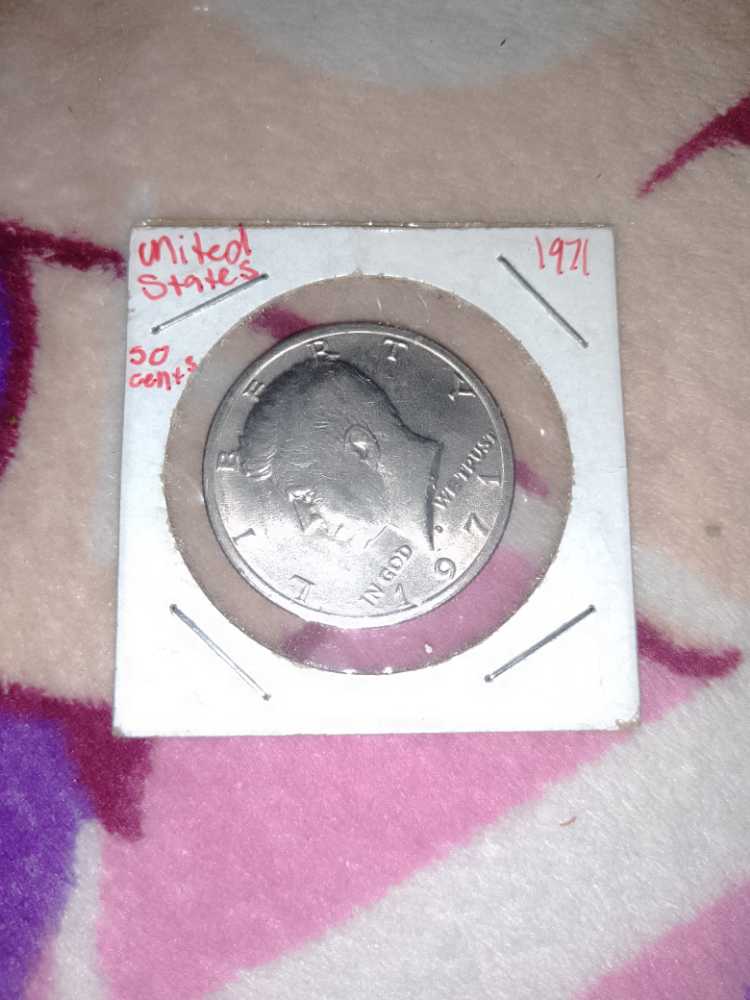 United
States
1971
50
cents
LIBERTY
IN GOD WE TRUST
1971